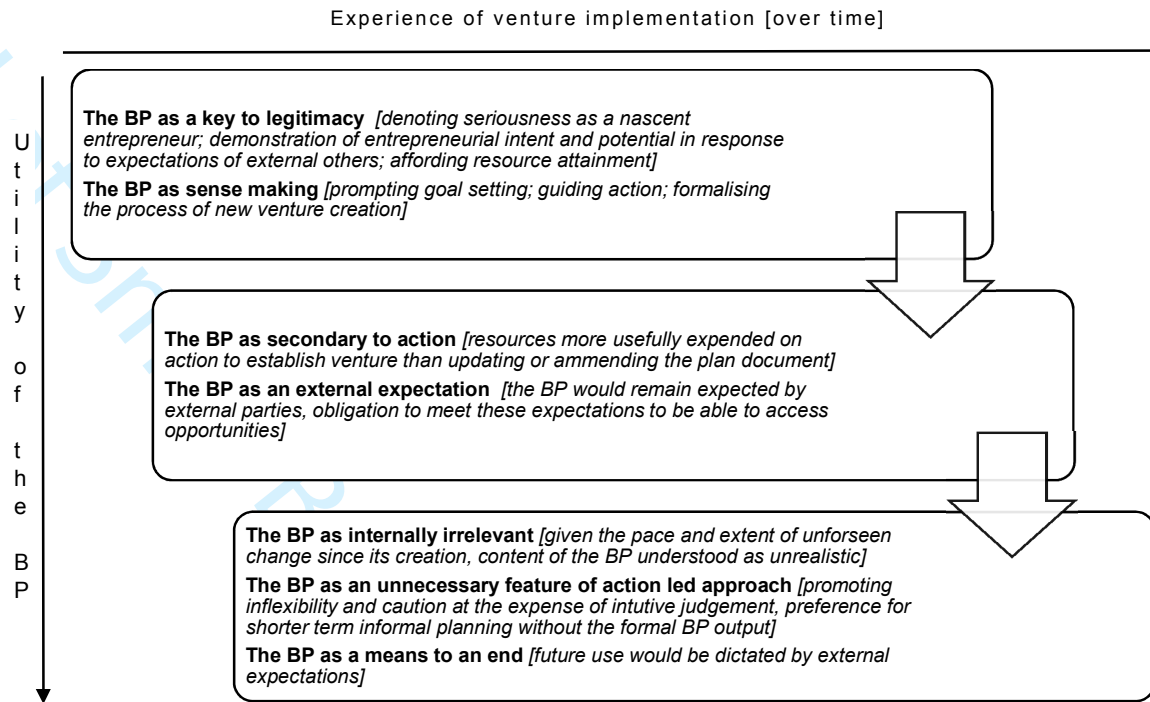 Experience of venture implementation [over time]
Utility of the BP
The BP as a key to legitimacy [denoting seriousness as a nascent
entrepreneur; demonstration of entrepreneurial intent and potential in response
to expectations of external others; affording resource attainment]
The BP as sense making [prompting goal setting; guiding action; formalising
the process of new venture creation]
The BP as secondary to action [resources more usefully expended on
action to establish venture than updating or ammending the plan document]
The BP as an external expectation [the BP would remain expected by
external parties, obligation to meet these expectations to be able to access
opportunities]
The BP as internally irrelevant [given the pace and extent of unforseen
change since its creation, content of the BP understood as unrealistic]
The BP as an unnecessary feature of action led approach [promoting
inflexibility and caution at the expense of intutive judgement, preference for
shorter term informal planning without the formal BP output]
The BP as a means to an end [future use would be dictated by external
expectations]